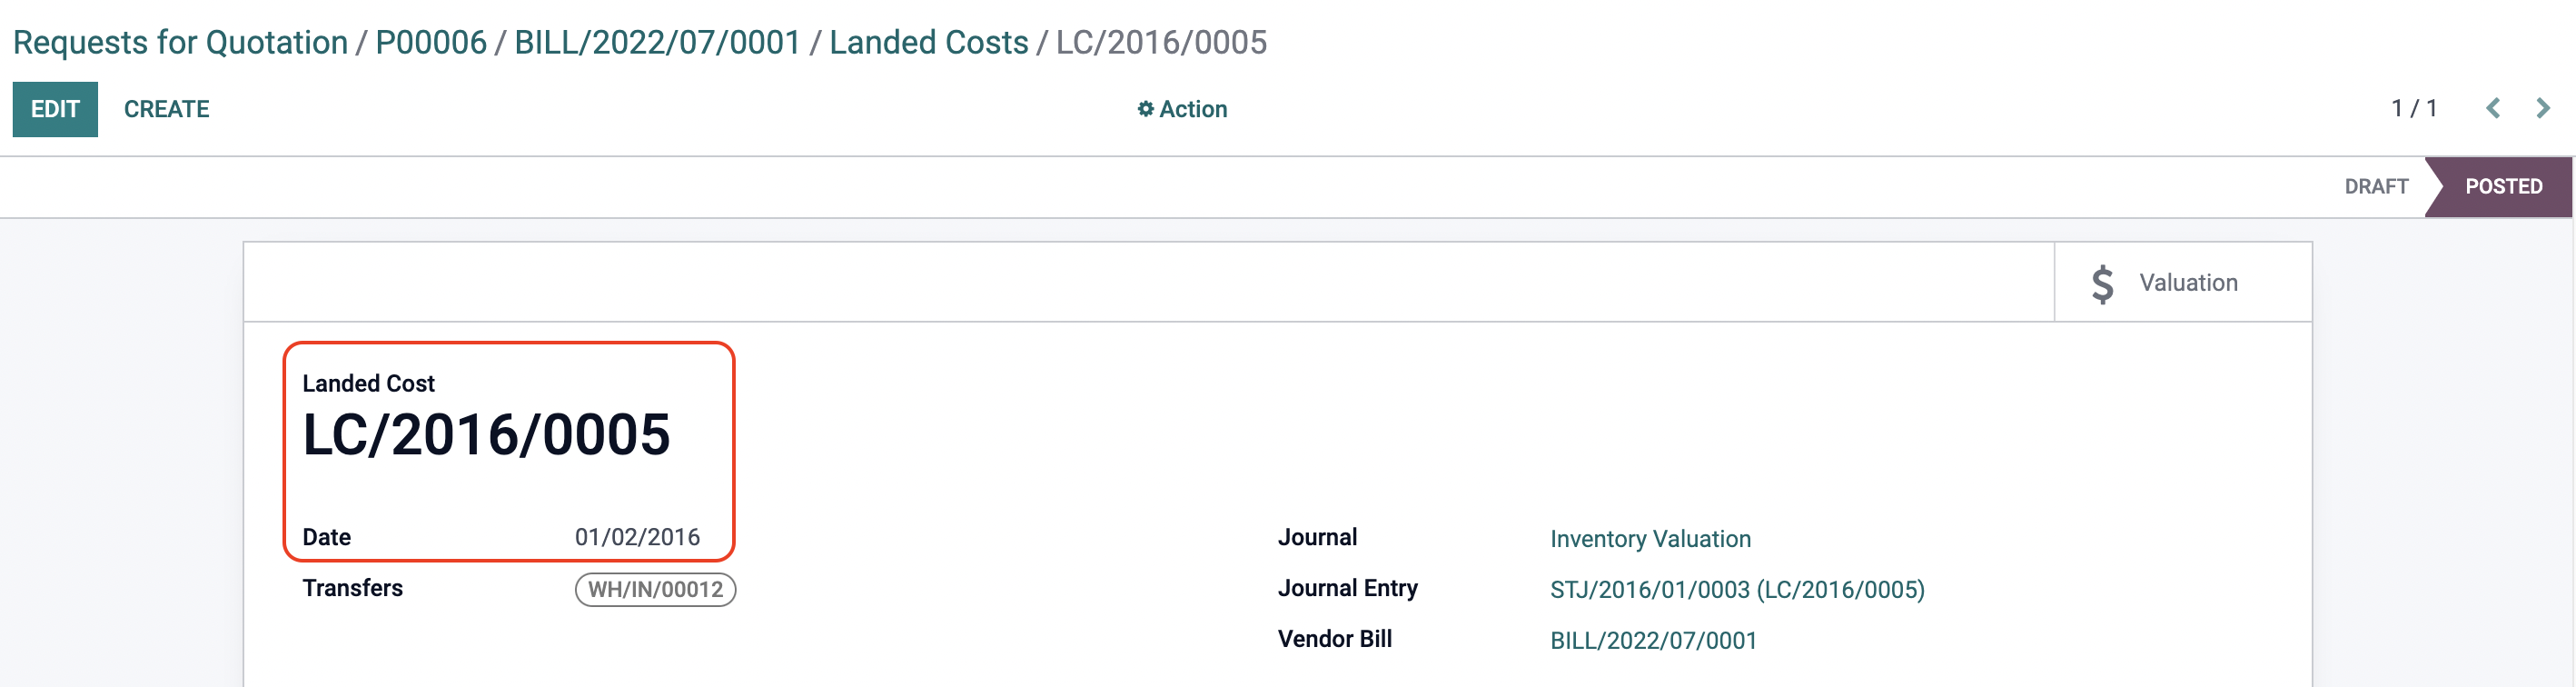 Requests for Quotation / P00006 / BILL/2022/07/0001 / Landed Costs / LC/2016/0005
EDIT CREATE Action 1 / 1
DRAFT POSTED
$ Valuation
Landed Cost
LC/2016/0005
Date 01/02/2016
Transfers WH/IN/00012
Journal Inventory Valuation
Journal Entry STJ/2016/01/0003 (LC/2016/0005)
Vendor Bill BILL/2022/07/0001